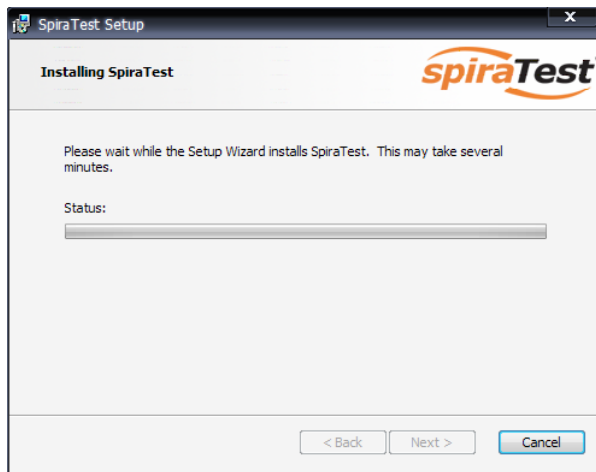 SpiraTest Setup
X
Installing SpiraTest
spiraTest
Please wait while the Setup Wizard installs SpiraTest. This may take several
minutes.
Status:
< Back
Next >
Cancel